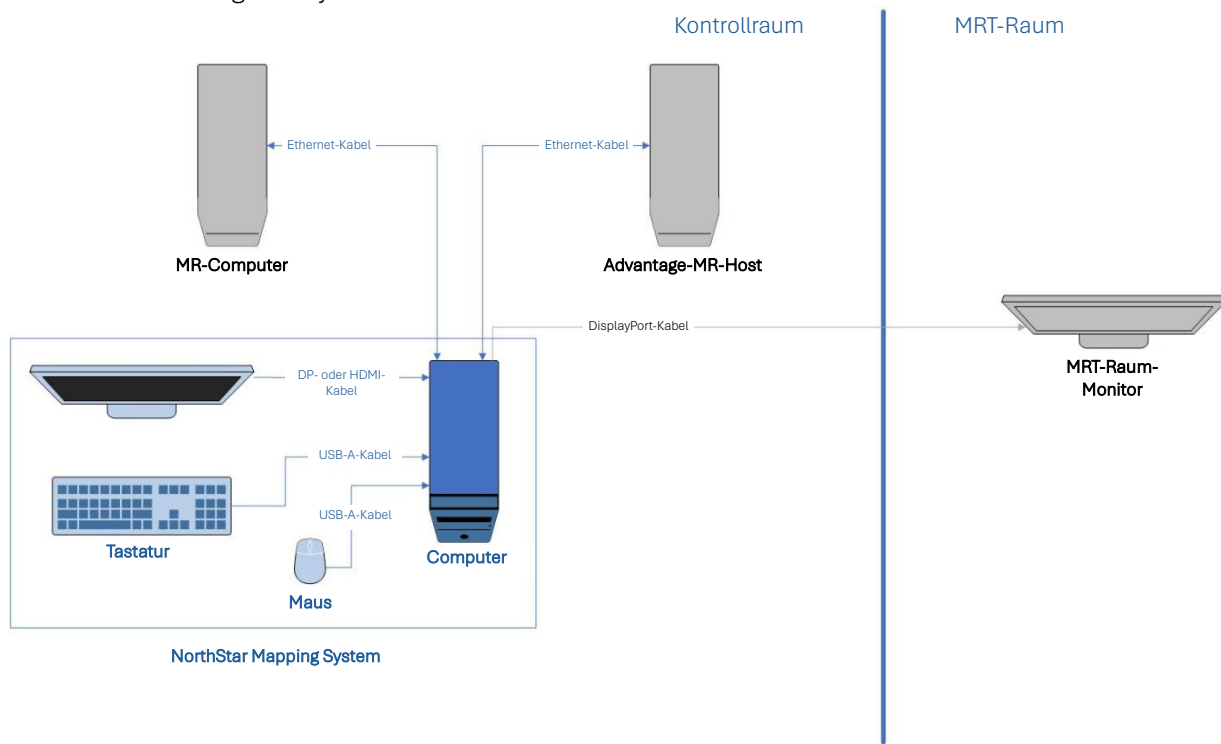 Kontrollraum
MRT-Raum
Ethernet-Kabel
Ethernet-Kabel
MR-Computer
Advantage-MR-Host
DisplayPort-Kabel
MRT-Raum-
Monitor
DP- oder HDMI-
Kabel
USB-A-Kabel
USB-A-Kabel
Tastatur
Computer
Maus
NorthStar Mapping System